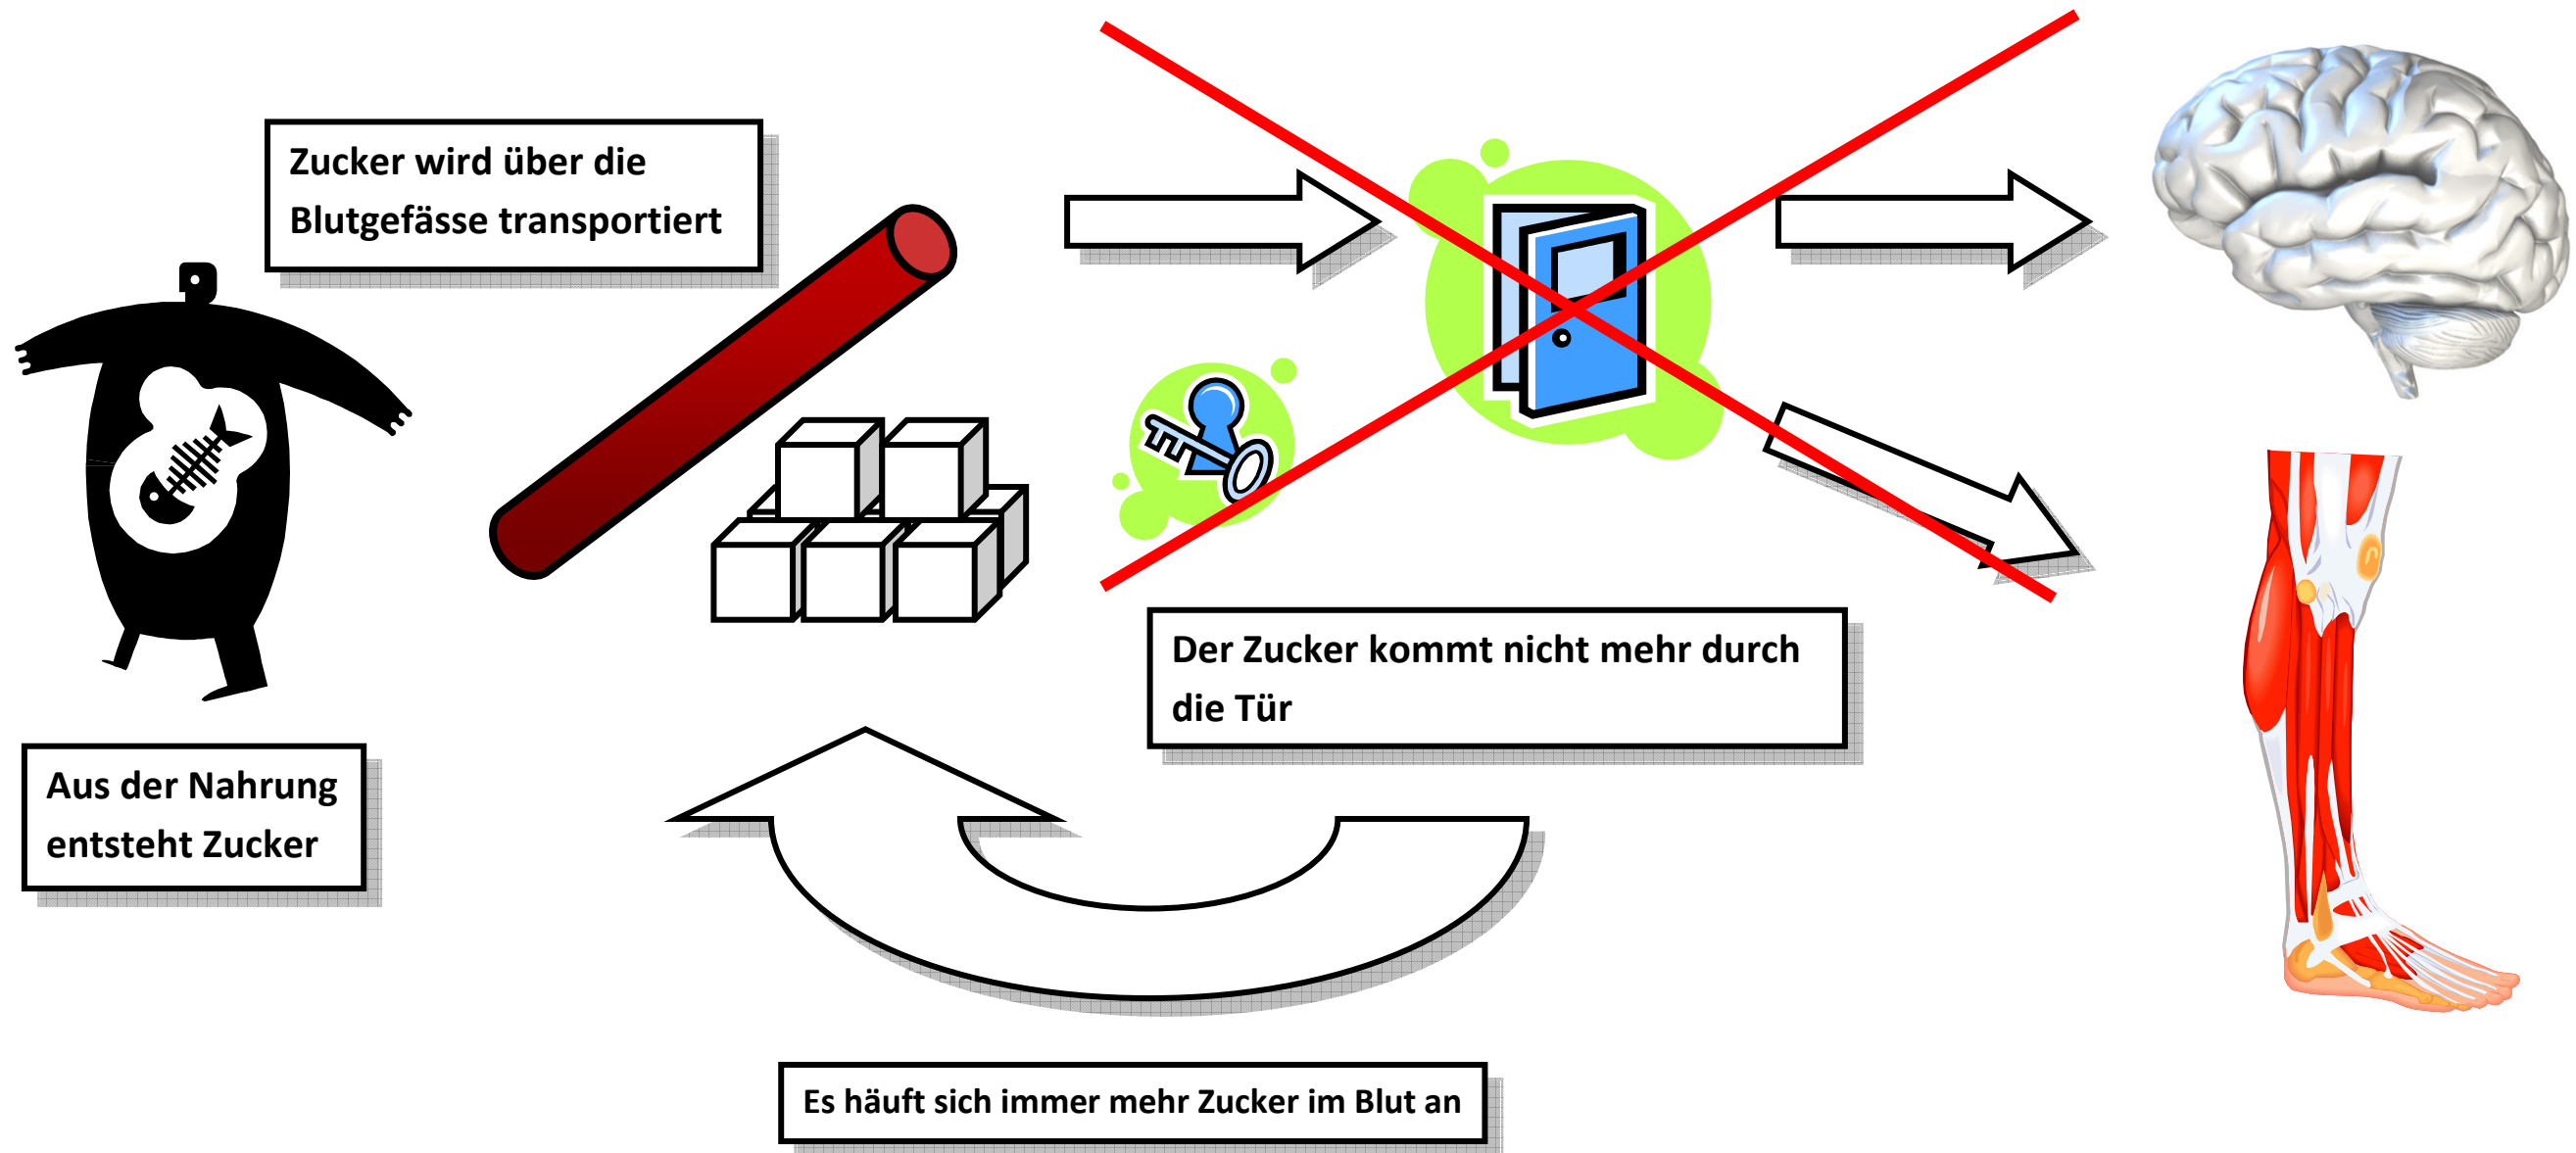 Zucker wird über die
Blutgefässe transportiert
Der Zucker kommt nicht mehr durch
die Tür
Aus der Nahrung
entsteht Zucker
Es häuft sich immer mehr Zucker im Blut an